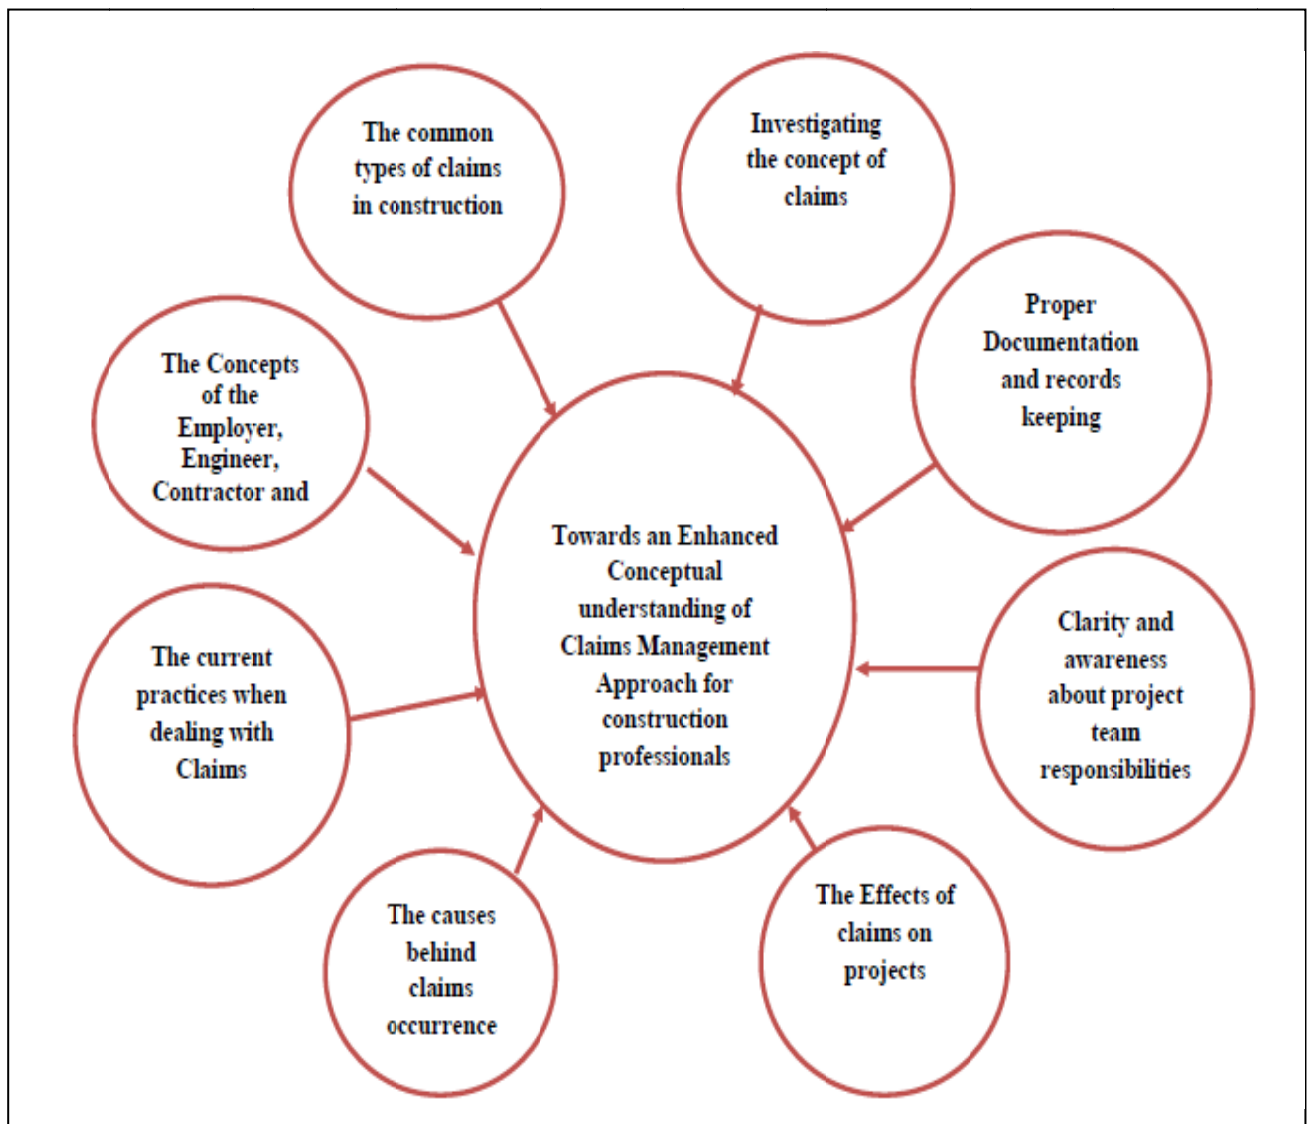 The common
types of claims
in construction
Investigating
the concept of
claims
Proper
Documentation
and records
keeping
The Concepts
of the
Employer,
Engineer,
Contractor and
Towards an Enhanced
Conceptual
understanding of
Claims Management
Approach for
construction
professionals
Clarity and
awareness
about project
team
responsibilities
The current
practices when
dealing with
Claims
The causes
behind
claims
occurrence
The Effects of
claims on
projects